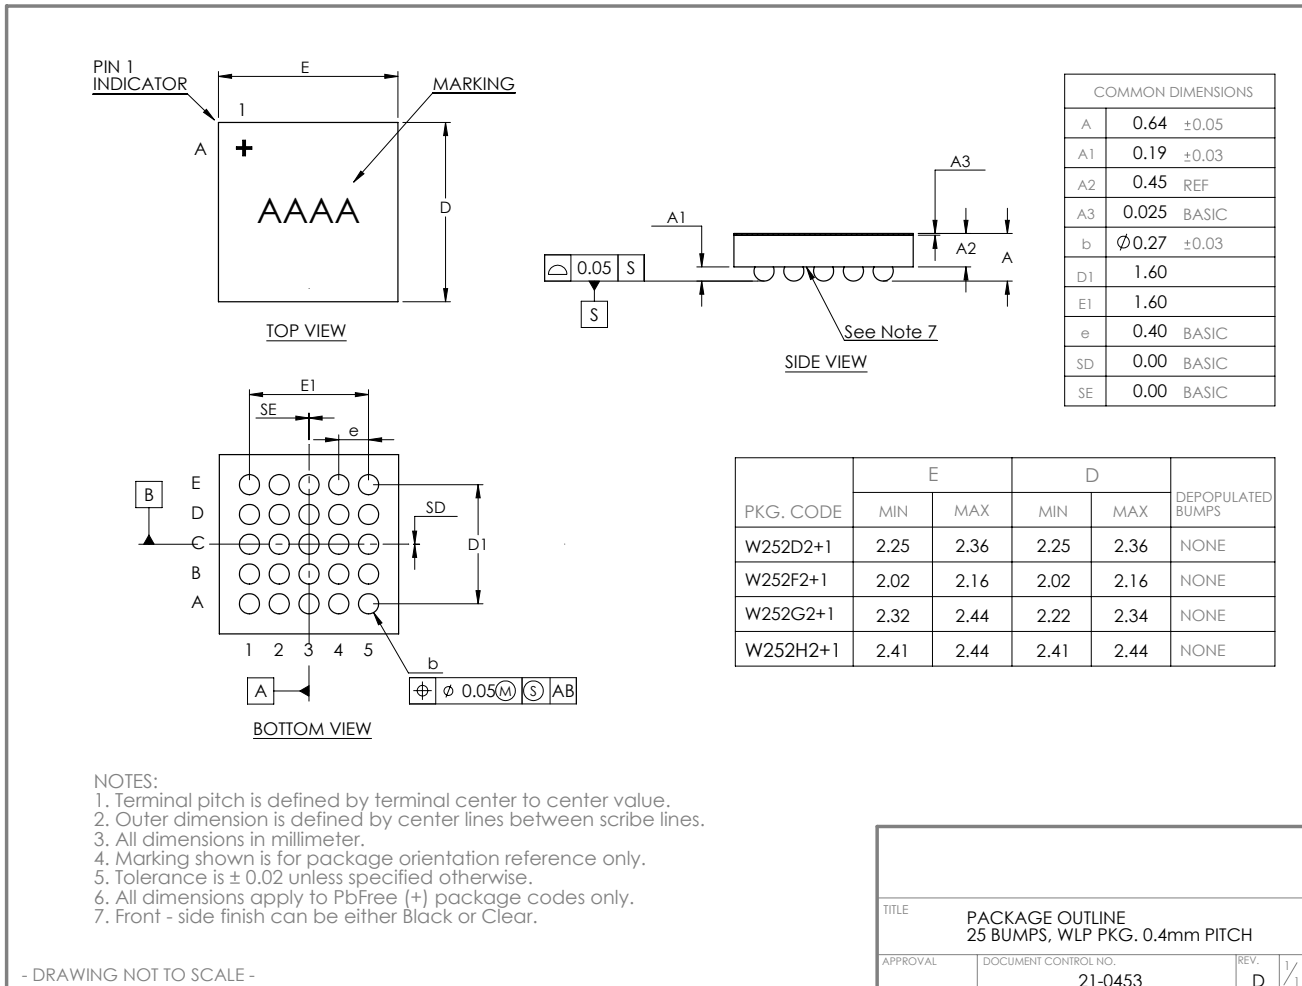 PIN 1
INDICATOR
E
MARKING
1
A
AAAA
D
TOP VIEW
A3
A1
A2
A
0.05 S
S
See Note 7
SIDE VIEW
COMMON DIMENSIONS
A 0.64 ±0.05
A1 0.19 ±0.03
A2 0.45 REF
A3 0.025 BASIC
b Ø0.27 ±0.03
D1 1.60
E1 1.60
e 0.40 BASIC
SD 0.00 BASIC
SE 0.00 BASIC
E1
SE
e
E
D
C
B
A
B
SD
D1
1 2 3 4 5
b
A
⌖ ⌀ 0.05Ⓜ Ⓢ AB
BOTTOM VIEW
PKG. CODE E D DEPOPULATED BUMPS
MIN MAX MIN MAX
W252D2+1 2.25 2.36 2.25 2.36 NONE
W252F2+1 2.02 2.16 2.02 2.16 NONE
W252G2+1 2.32 2.44 2.22 2.34 NONE
W252H2+1 2.41 2.44 2.41 2.44 NONE
NOTES:
1. Terminal pitch is defined by terminal center to center value.
2. Outer dimension is defined by center lines between scribe lines.
3. All dimensions in millimeter.
4. Marking shown is for package orientation reference only.
5. Tolerance is ± 0.02 unless specified otherwise.
6. All dimensions apply to PbFree (+) package codes only.
7. Front - side finish can be either Black or Clear.
- DRAWING NOT TO SCALE -
TITLE
PACKAGE OUTLINE
25 BUMPS, WLP PKG. 0.4mm PITCH
APPROVAL
DOCUMENT CONTROL NO.
21-0453
REV.
D
1/1